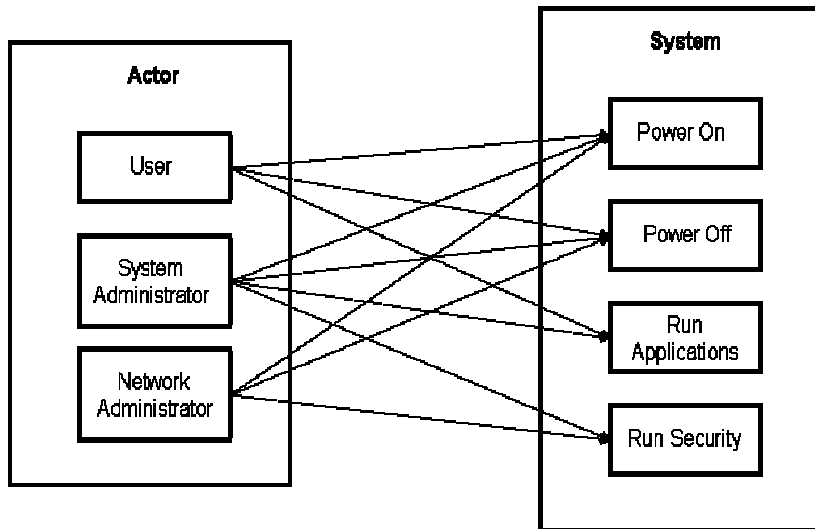 Actor
User
System
Administrator
Network
Administrator
System
Power On
Power Off
Run
Applications
Run Security